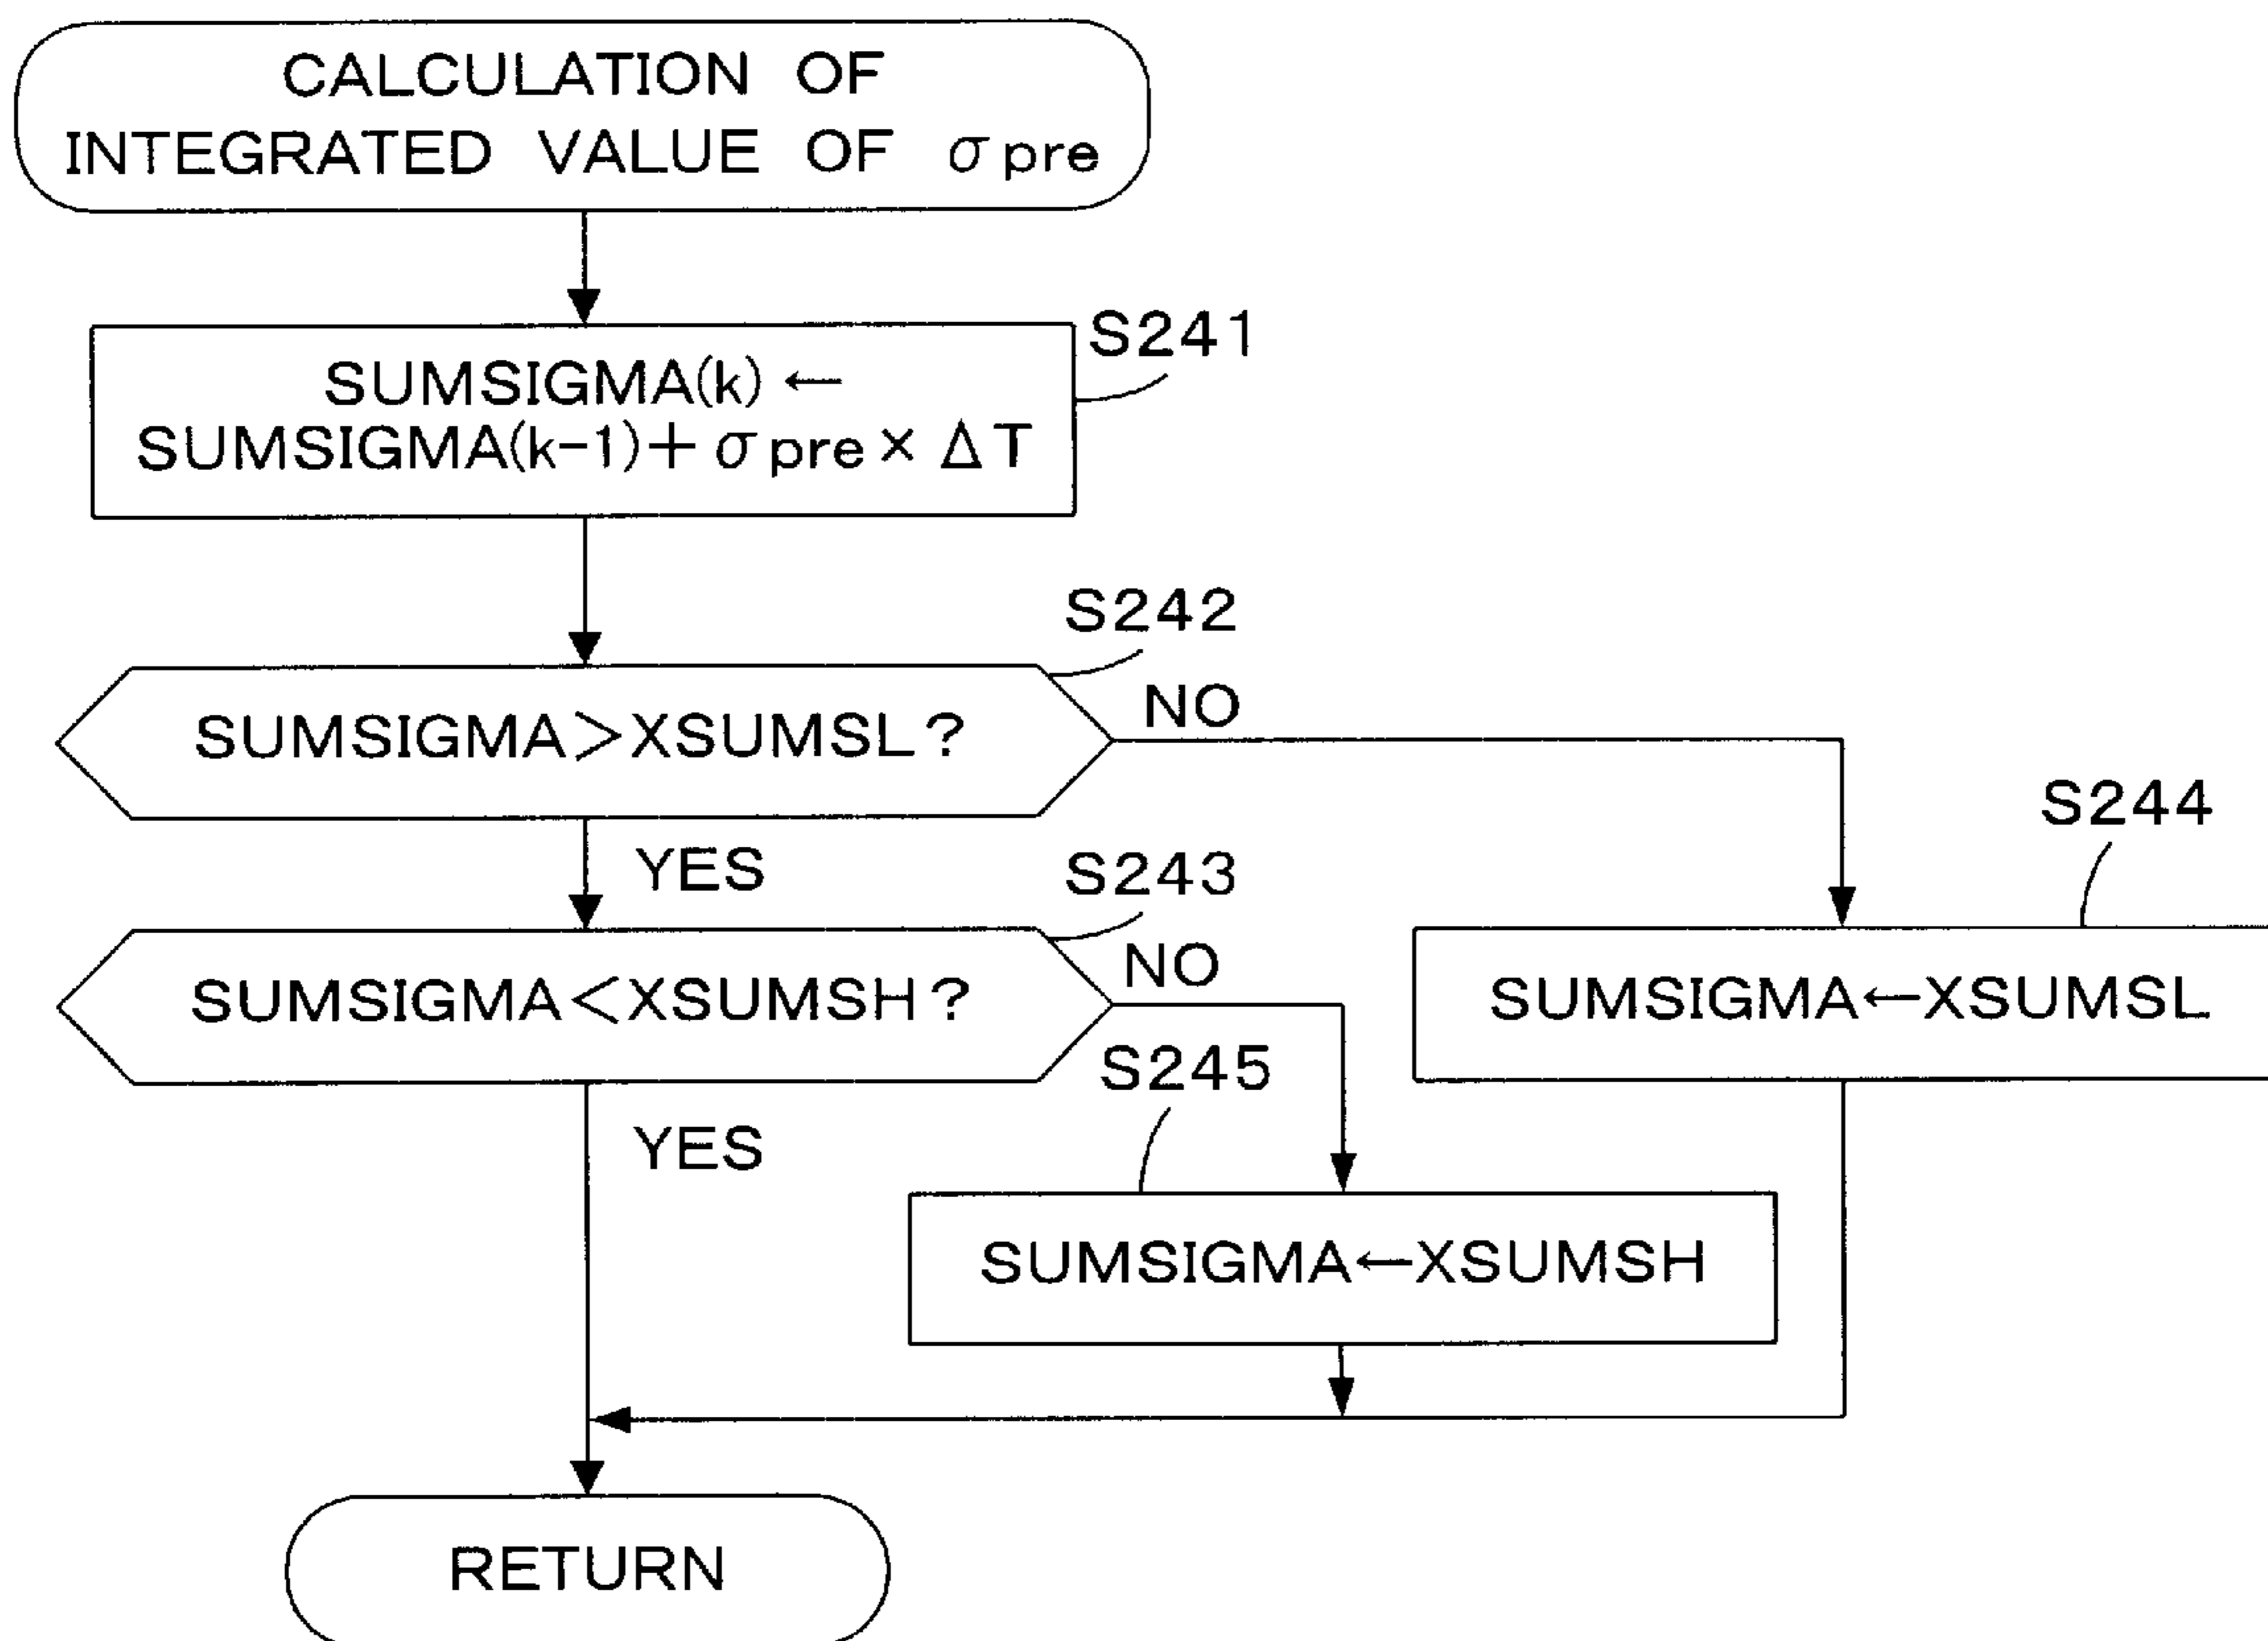 CALCULATION OF
INTEGRATED VALUE OF σpre
S241
SUMSIGMA(k) ←
SUMSIGMA(k-1)+σpre × ΔT
S242
SUMSIGMA>XSUMSL?
NO
YES
S243
S244
SUMSIGMA<XSUMSH?
NO
SUMSIGMA←XSUMSL
S245
YES
SUMSIGMA←XSUMSH
RETURN